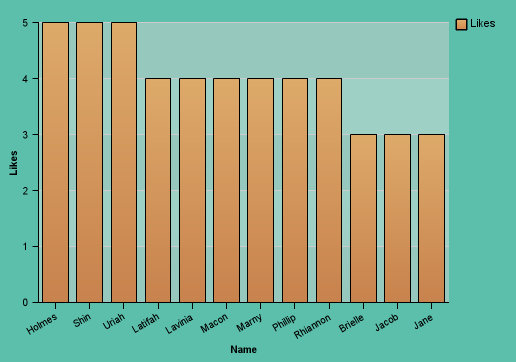 Likes
5
4
3
2
1
0
Likes
Holmes Shin Uriah Latifah Lavinia Macon Marny Phillip Rhiannon Brielle Jacob Jane
Name